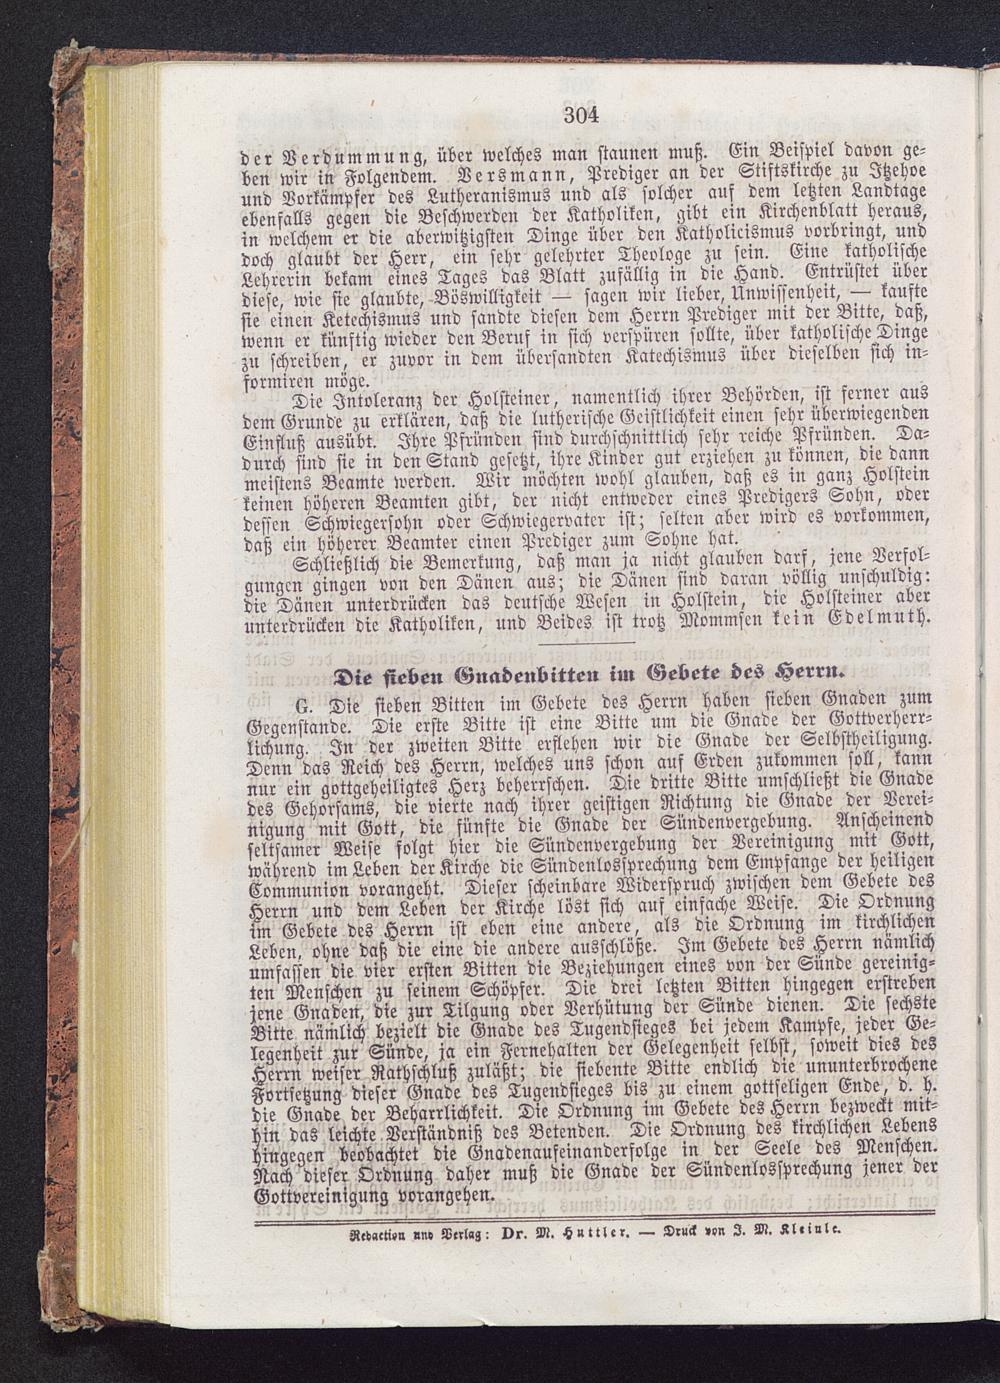 304
der Verdummung, über welches man staunen muß. Ein Beispiel davon ge-
ben wir in Folgendem. Versmann, Prediger an der Stiftskirche zu Itzehoe
und Vorkämpfer des Lutheranismus und als solcher auf dem letzten Landtage
ebenfalls gegen die Beschwerden der Katholiken, gibt ein Kirchenblatt heraus,
in welchem er die aberwitzigsten Dinge über den Katholicismus vorbringt, und
doch glaubt der Herr, ein sehr gelehrter Theologe zu sein. Eine katholische
Lehrerin bekam eines Tages das Blatt zufällig in die Hand. Entrüstet über
diese, wie sie glaubte, Böswilligkeit — sagen wir lieber, Unwissenheit, — kaufte
sie einen Ketechismus und sandte diesen dem Herrn Prediger mit der Bitte, daß,
wenn er künftig wieder den Beruf in sich verspüren sollte, über katholische Dinge
zu schreiben, er zuvor in dem übersandten Katechismus über dieselben sich in-
formiren möge.
Die Intoleranz der Holsteiner, namentlich ihrer Behörden, ist ferner aus
dem Grunde zu erklären, daß die lutherische Geistlichkeit einen sehr überwiegenden
Einfluß ausübt. Ihre Pfründen sind durchschnittlich sehr reiche Pfründen. Da-
durch sind sie in den Stand gesetzt, ihre Kinder gut erziehen zu können, die dann
meistens Beamte werden. Wir möchten wohl glauben, daß es in ganz Holstein
keinen höheren Beamten gibt, der nicht entweder eines Predigers Sohn, oder
dessen Schwiegersohn oder Schwiegervater ist; selten aber wird es vorkommen,
daß ein höherer Beamter einen Prediger zum Sohne hat.
Schließlich die Bemerkung, daß man ja nicht glauben darf, jene Verfol-
gungen gingen von den Dänen aus; die Dänen sind daran völlig unschuldig:
die Dänen unterdrücken das deutsche Wesen in Holstein, die Holsteiner aber
unterdrücken die Katholiken, und Beides ist trotz Mommsen kein Edelmuth.
Die sieben Gnadenbitten im Gebete des Herrn.
G. Die sieben Bitten im Gebete des Herrn haben sieben Gnaden zum
Gegenstande. Die erste Bitte ist eine Bitte um die Gnade der Gottverherr-
lichung. In der zweiten Bitte erflehen wir die Gnade der Selbstheiligung.
Denn das Reich des Herrn, welches uns schon auf Erden zukommen soll, kann
nur ein gottgeheiligtes Herz beherrschen. Die dritte Bitte umschließt die Gnade
des Gehorsams, die vierte nach ihrer geistigen Richtung die Gnade der Verei-
nigung mit Gott, die fünfte die Gnade der Sündenvergebung. Anscheinend
seltsamer Weise folgt hier die Sündenvergebung der Vereinigung mit Gott,
während im Leben der Kirche die Sündenlossprechung dem Empfange der heiligen
Communion vorangeht. Dieser scheinbare Widerspruch zwischen dem Gebete des
Herrn und dem Leben der Kirche löst sich auf einfache Weise. Die Ordnung
im Gebete des Herrn ist eben eine andere, als die Ordnung im kirchlichen
Leben, ohne daß die eine die andere ausschlöße. Im Gebete des Herrn nämlich
umfassen die vier ersten Bitten die Beziehungen eines von der Sünde gereinig-
ten Menschen zu seinem Schöpfer. Die drei letzten Bitten hingegen erstreben
jene Gnaden, die zur Tilgung oder Verhütung der Sünde dienen. Die sechste
Bitte nämlich bezielt die Gnade des Tugendsieges bei jedem Kampfe, jeder Ge-
legenheit zur Sünde, ja ein Fernehalten der Gelegenheit selbst, soweit dies des
Herrn weiser Rathschluß zuläßt; die siebente Bitte endlich die ununterbrochene
Fortsetzung dieser Gnade des Tugendsieges bis zu einem gottseligen Ende, d. h.
die Gnade der Beharrlichkeit. Die Ordnung im Gebete des Herrn bezweckt mit-
hin das leichte Verständniß des Betenden. Die Ordnung des kirchlichen Lebens
hingegen beobachtet die Gnadenaufeinanderfolge in der Seele des Menschen.
Nach dieser Ordnung daher muß die Gnade der Sündenlossprechung jener der
Gottvereinigung vorangehen.
Redaction und Verlag: Dr. M. Huttler. — Druck von J. M. Kleinle.